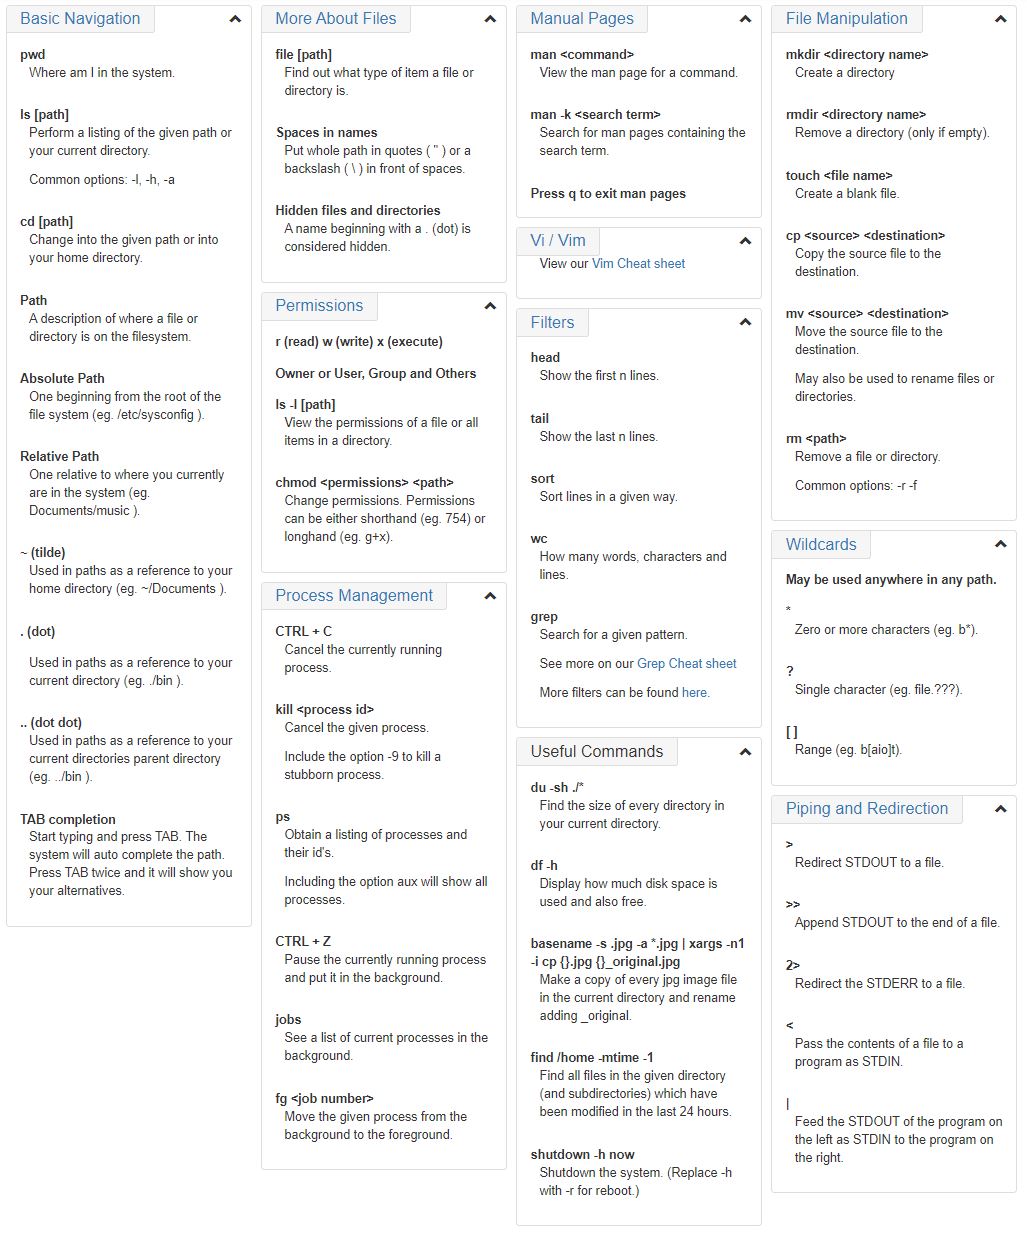 Basic Navigation
pwd
Where am I in the system.
ls [path]
Perform a listing of the given path or
your current directory.
Common options: -l, -h, -a
cd [path]
Change into the given path or into
your home directory.
Path
A description of where a file or
directory is on the filesystem.
Absolute Path
One beginning from the root of the
file system (eg. /etc/sysconfig ).
Relative Path
One relative to where you currently
are in the system (eg.
Documents/music ).
~ (tilde)
Used in paths as a reference to your
home directory (eg. ~/Documents ).
. (dot)
Used in paths as a reference to your
current directory (eg. ./bin ).
.. (dot dot)
Used in paths as a reference to your
current directories parent directory
(eg. ../bin ).
TAB completion
Start typing and press TAB. The
system will auto complete the path.
Press TAB twice and it will show you
your alternatives.
More About Files
file [path]
Find out what type of item a file or
directory is.
Spaces in names
Put whole path in quotes ( " ) or a
backslash ( \ ) in front of spaces.
Hidden files and directories
A name beginning with a . (dot) is
considered hidden.
Permissions
r (read) w (write) x (execute)
Owner or User, Group and Others
ls -l [path]
View the permissions of a file or all
items in a directory.
chmod <permissions> <path>
Change permissions. Permissions
can be either shorthand (eg. 754) or
longhand (eg. g+x).
Process Management
CTRL + C
Cancel the currently running
process.
kill <process id>
Cancel the given process.
Include the option -9 to kill a
stubborn process.
ps
Obtain a listing of processes and
their id's.
Including the option aux will show all
processes.
CTRL + Z
Pause the currently running process
and put it in the background.
jobs
See a list of current processes in the
background.
fg <job number>
Move the given process from the
background to the foreground.
Manual Pages
man <command>
View the man page for a command.
man -k <search term>
Search for man pages containing the
search term.
Press q to exit man pages
Vi / Vim
View our Vim Cheat sheet
Filters
head
Show the first n lines.
tail
Show the last n lines.
sort
Sort lines in a given way.
wc
How many words, characters and
lines.
grep
Search for a given pattern.
See more on our Grep Cheat sheet
More filters can be found here.
Useful Commands
du -sh ./*
Find the size of every directory in
your current directory.
df -h
Display how much disk space is
used and also free.
basename -s .jpg -a *.jpg | xargs -n1
-i cp {}.jpg {}_original.jpg
Make a copy of every jpg image file
in the current directory and rename
adding _original.
find /home -mtime -1
Find all files in the given directory
(and subdirectories) which have
been modified in the last 24 hours.
shutdown -h now
Shutdown the system. (Replace -h
with -r for reboot.)
File Manipulation
mkdir <directory name>
Create a directory
rmdir <directory name>
Remove a directory (only if empty).
touch <file name>
Create a blank file.
cp <source> <destination>
Copy the source file to the
destination.
mv <source> <destination>
Move the source file to the
destination.
May also be used to rename files or
directories.
rm <path>
Remove a file or directory.
Common options: -r -f
Wildcards
May be used anywhere in any path.
*
Zero or more characters (eg. b*).
?
Single character (eg. file.???).
[ ]
Range (eg. b[aio]t).
Piping and Redirection
>
Redirect STDOUT to a file.
>>
Append STDOUT to the end of a file.
2>
Redirect the STDERR to a file.
<
Pass the contents of a file to a
program as STDIN.
|
Feed the STDOUT of the program on
the left as STDIN to the program on
the right.